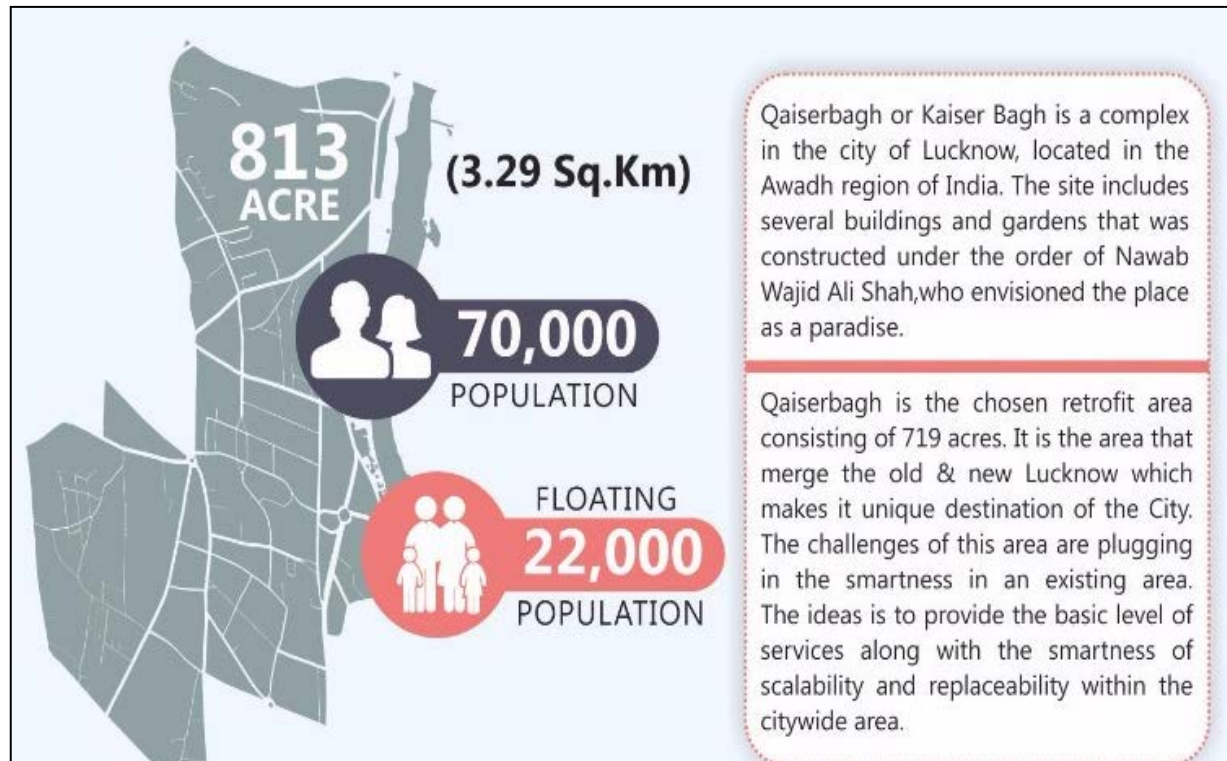 813
ACRE
(3.29 Sq.Km)
70,000
POPULATION
FLOATING
22,000
POPULATION
Qaiserbagh or Kaiser Bagh is a complex
in the city of Lucknow, located in the
Awadh region of India. The site includes
several buildings and gardens that was
constructed under the order of Nawab
Wajid Ali Shah,who envisioned the place
as a paradise.
Qaiserbagh is the chosen retrofit area
consisting of 719 acres. It is the area that
merge the old & new Lucknow which
makes it unique destination of the City.
The challenges of this area are plugging
in the smartness in an existing area.
The ideas is to provide the basic level of
services along with the smartness of
scalability and replaceability within the
citywide area.